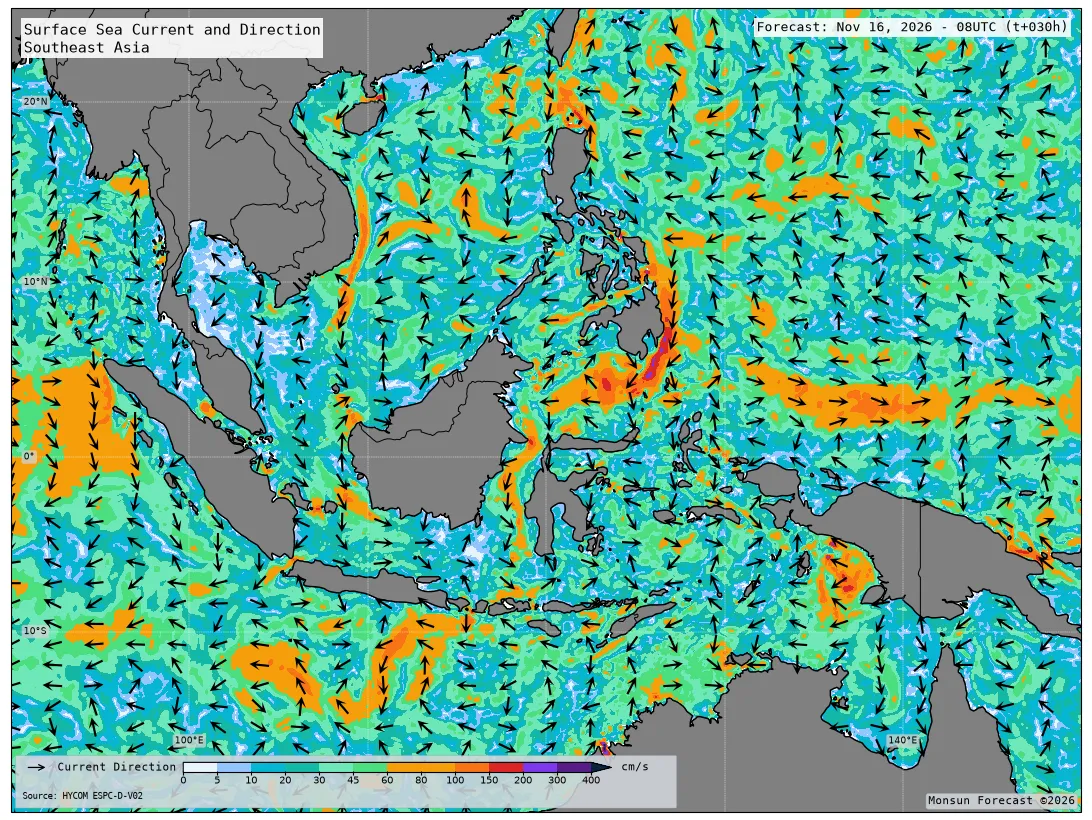 Surface Sea Current and Direction
Southeast Asia
Forecast: Nov 16, 2026 - 08UTC (t+030h)
20°N
10°N
0°
10°S
100°E
140°E
Current Direction
cm/s
0 5 10 20 30 45 60 80 100 150 200 300 400
Source: HYCOM ESPC-D-V02
Monsun Forecast ©2026